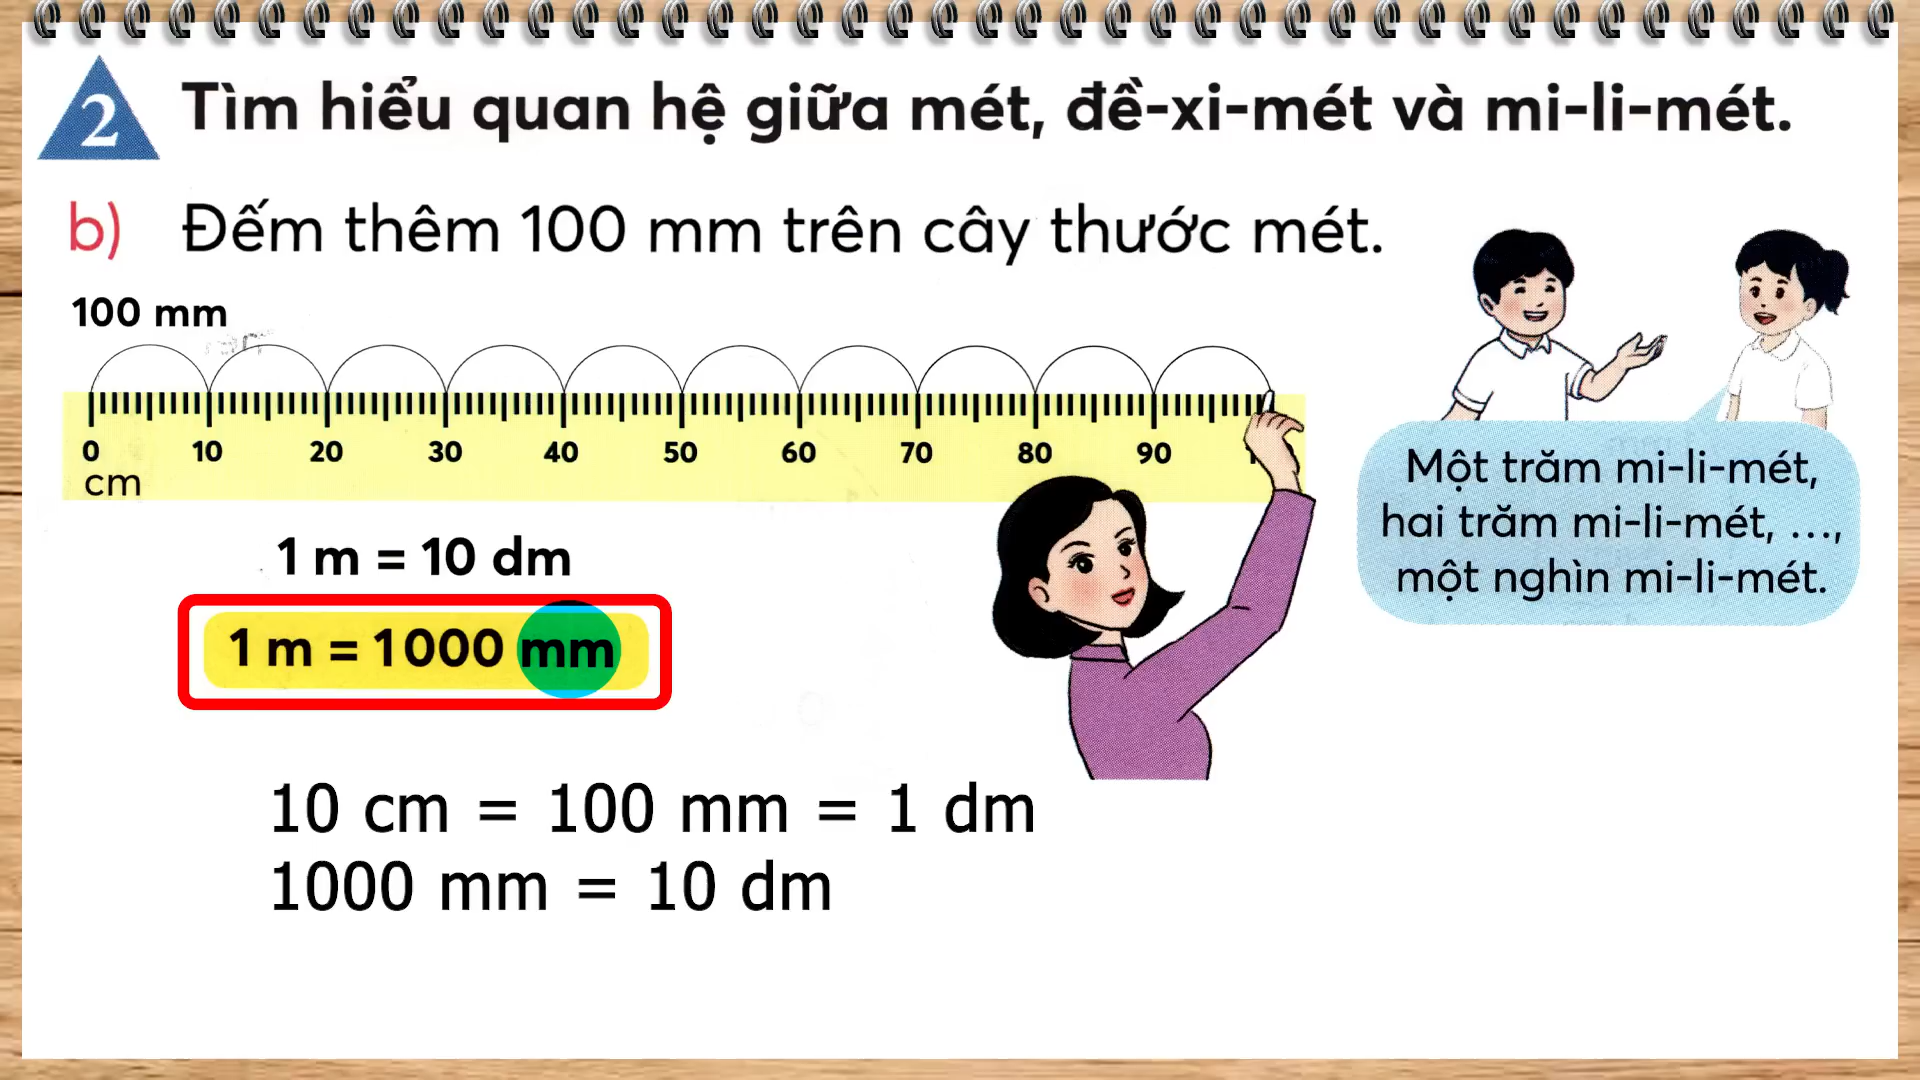 2 Tìm hiểu quan hệ giữa mét, đề-xi-mét và mi-li-mét.
b) Đếm thêm 100 mm trên cây thước mét.
100 mm
0 10 20 30 40 50 60 70 80 90
cm
Một trăm mi-li-mét,
hai trăm mi-li-mét, ...,
một nghìn mi-li-mét.
1 m = 10 dm
1 m = 1000 mm
10 cm = 100 mm = 1 dm
1000 mm = 10 dm